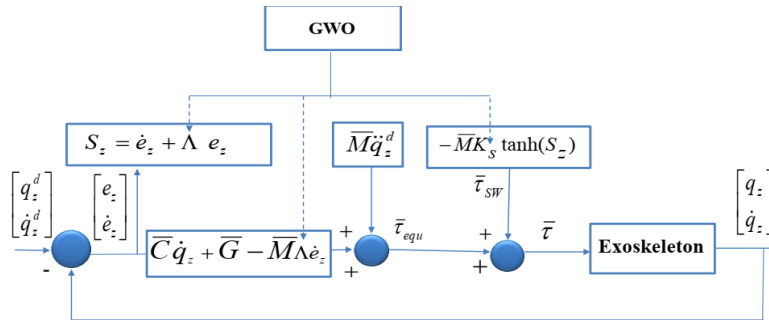 GWO
S_z = ė_z + Λ e_z
M̅q̈_z^d
-M̅K_s tanh(S_z)
τ̅_SW
[q_z^d
q̇_z^d]
[e_z
ė_z]
[q_z
q̇_z]
-
C̅q̇_z + G̅ - M̅Λė_z
+
+
τ̅_equ
+
+
τ̅
Exoskeleton